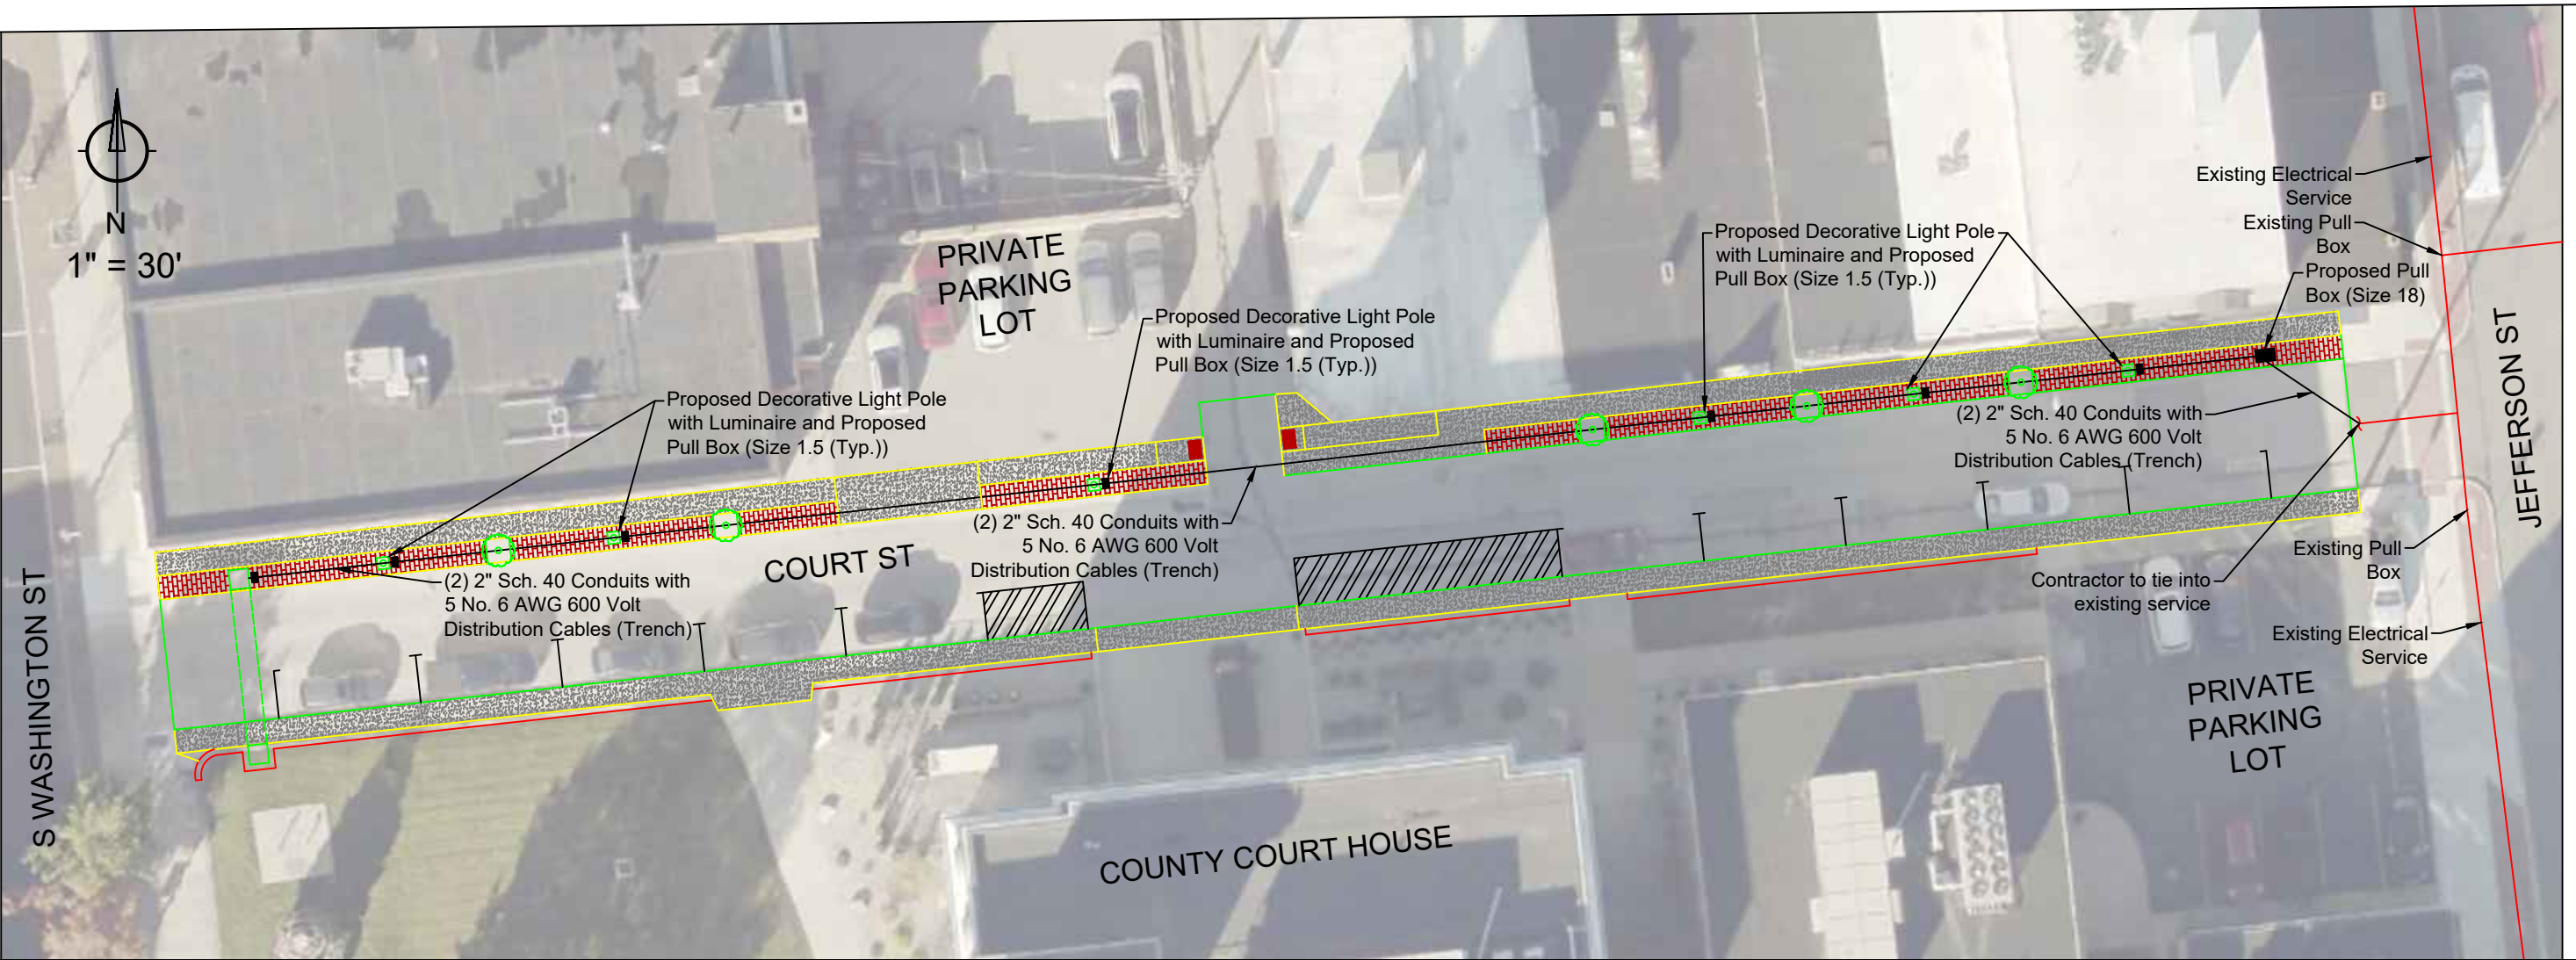 N
1" = 30'
PRIVATE
PARKING
LOT
Proposed Decorative Light Pole
with Luminaire and Proposed
Pull Box (Size 1.5 (Typ.))
Proposed Decorative Light Pole
with Luminaire and Proposed
Pull Box (Size 1.5 (Typ.))
Proposed Decorative Light Pole
with Luminaire and Proposed
Pull Box (Size 1.5 (Typ.))
Existing Electrical
Service
Existing Pull
Box
Proposed Pull
Box (Size 18)
JEFFERSON ST
(2) 2" Sch. 40 Conduits with
5 No. 6 AWG 600 Volt
Distribution Cables (Trench)
(2) 2" Sch. 40 Conduits with
5 No. 6 AWG 600 Volt
Distribution Cables (Trench)
(2) 2" Sch. 40 Conduits with
5 No. 6 AWG 600 Volt
Distribution Cables (Trench)
COURT ST
S WASHINGTON ST
Existing Pull
Box
Contractor to tie into
existing service
Existing Electrical
Service
PRIVATE
PARKING
LOT
COUNTY COURT HOUSE